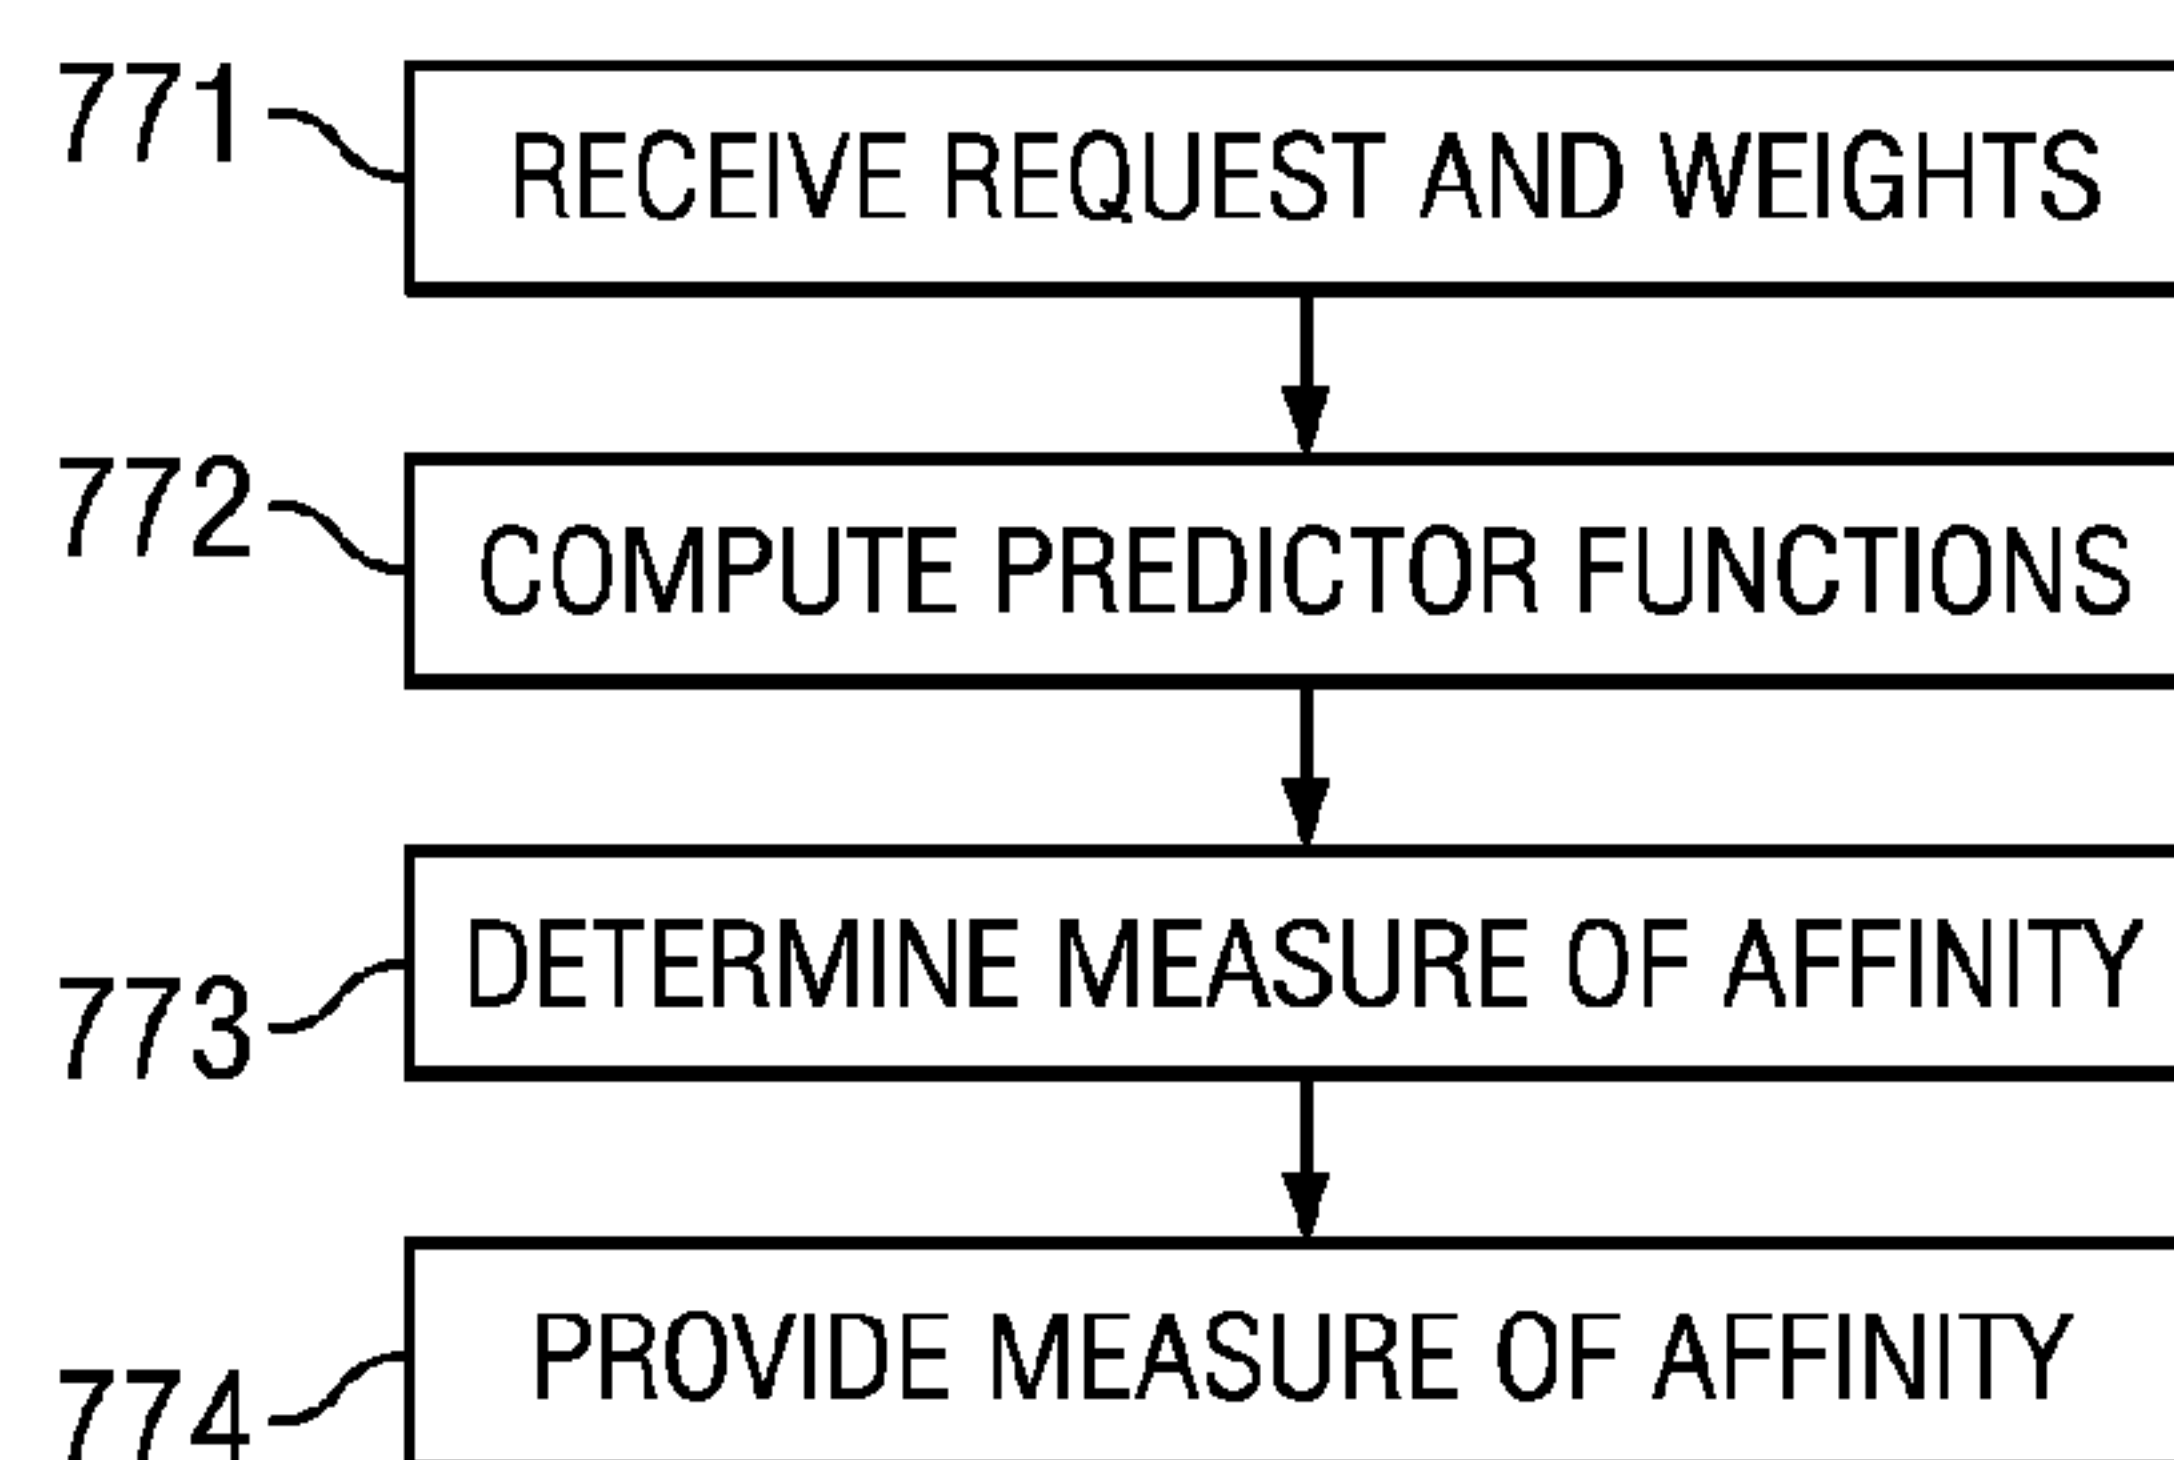 771
RECEIVE REQUEST AND WEIGHTS
772
COMPUTE PREDICTOR FUNCTIONS
773
DETERMINE MEASURE OF AFFINITY
774
PROVIDE MEASURE OF AFFINITY